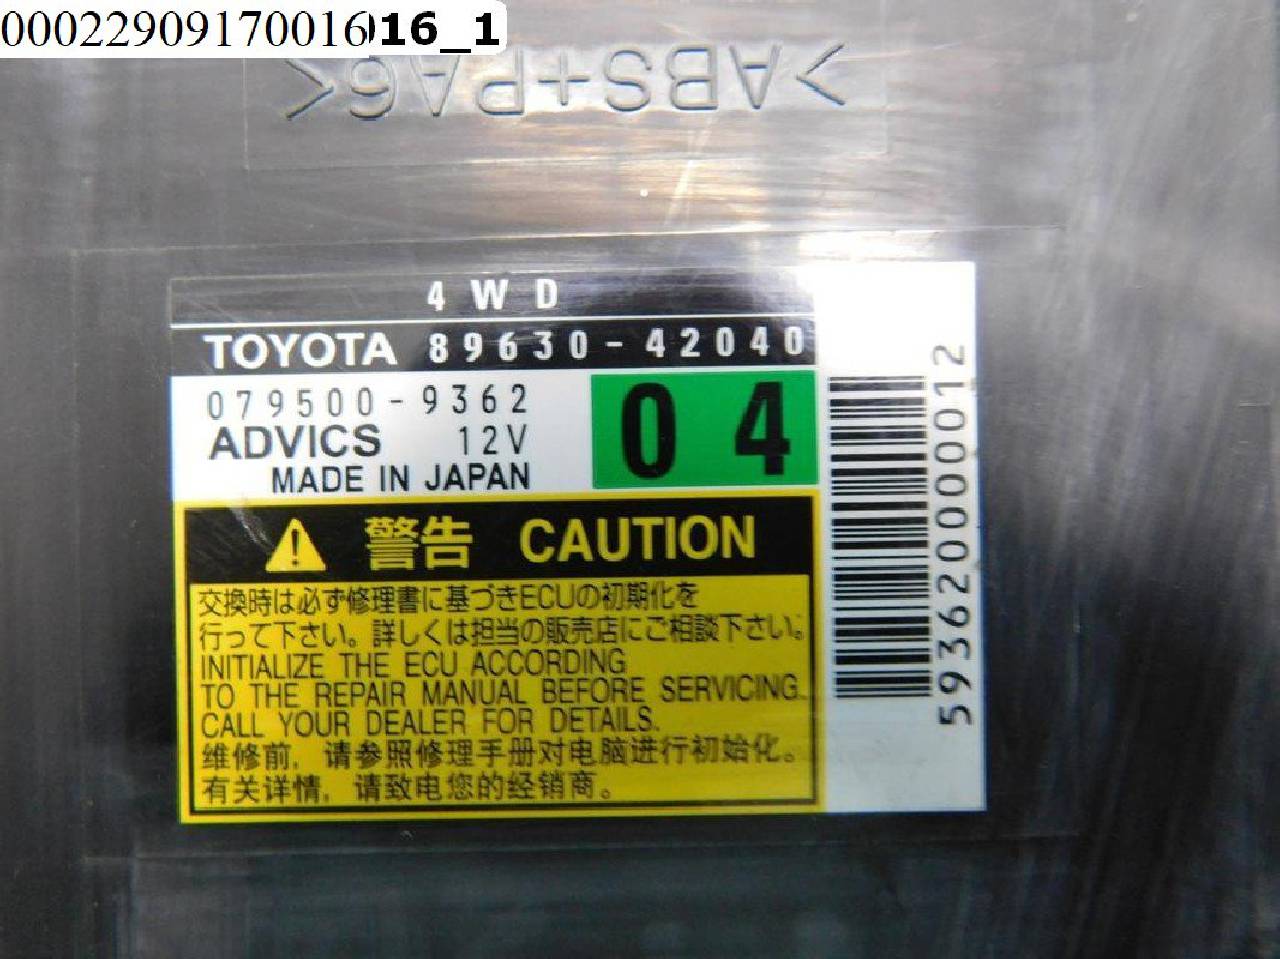 00022909170016
016_1
>ABS+PA6<
4WD
TOYOTA 89630-42040
079500-9362
ADVICS 12V
MADE IN JAPAN
04
警告 CAUTION
交換時は必ず修理書に基づきECUの初期化を
行って下さい。詳しくは担当の販売店にご相談下さい。
INITIALIZE THE ECU ACCORDING
TO THE REPAIR MANUAL BEFORE SERVICING.
CALL YOUR DEALER FOR DETAILS.
维修前,请参照修理手册对电脑进行初始化。
有关详情,请致电您的经销商。
593620000012